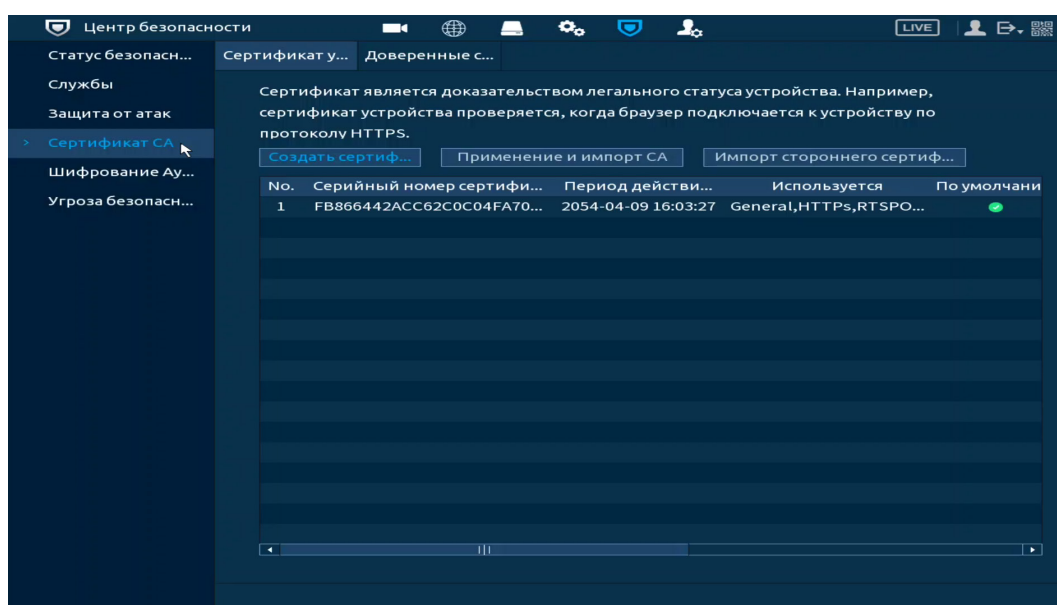 Центр безопасности
LIVE
Статус безопасн...
Службы
Защита от атак
Сертификат CA
Шифрование Ау...
Угроза безопасн...
Сертификат у... Доверенные с...
Сертификат является доказательством легального статуса устройства. Например,
сертификат устройства проверяется, когда браузер подключается к устройству по
протоколу HTTPS.
Создать сертиф... Применение и импорт CA Импорт стороннего сертиф...
No. Серийный номер сертифи... Период действи... Используется По умолчани
1 FB866442ACC62C0C04FA70... 2054-04-09 16:03:27 General,HTTPs,RTSPO...